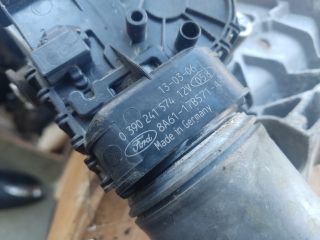 13-03-06
0 390 241 574 12V
Ford 8A61-17B571-
Made in Germany